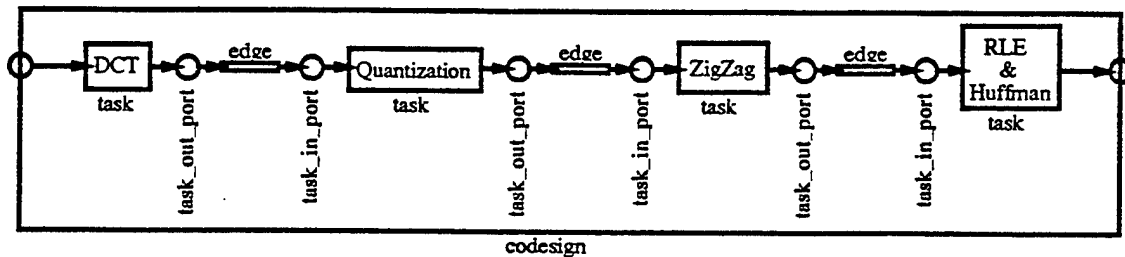 edge
edge
edge
DCT
Quantization
ZigZag
RLE
&
Huffman
task
task
task
task
task_out_port
task_in_port
task_out_port
task_in_port
task_out_port
task_in_port
codesign